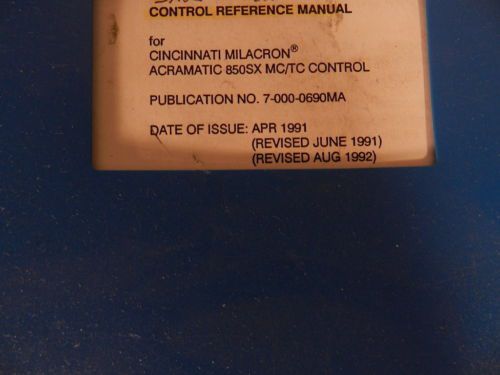 CONTROL REFERENCE MANUAL
for
CINCINNATI MILACRON®
ACRAMATIC 850SX MC/TC CONTROL
PUBLICATION NO. 7-000-0690MA
DATE OF ISSUE: APR 1991
(REVISED JUNE 1991)
(REVISED AUG 1992)